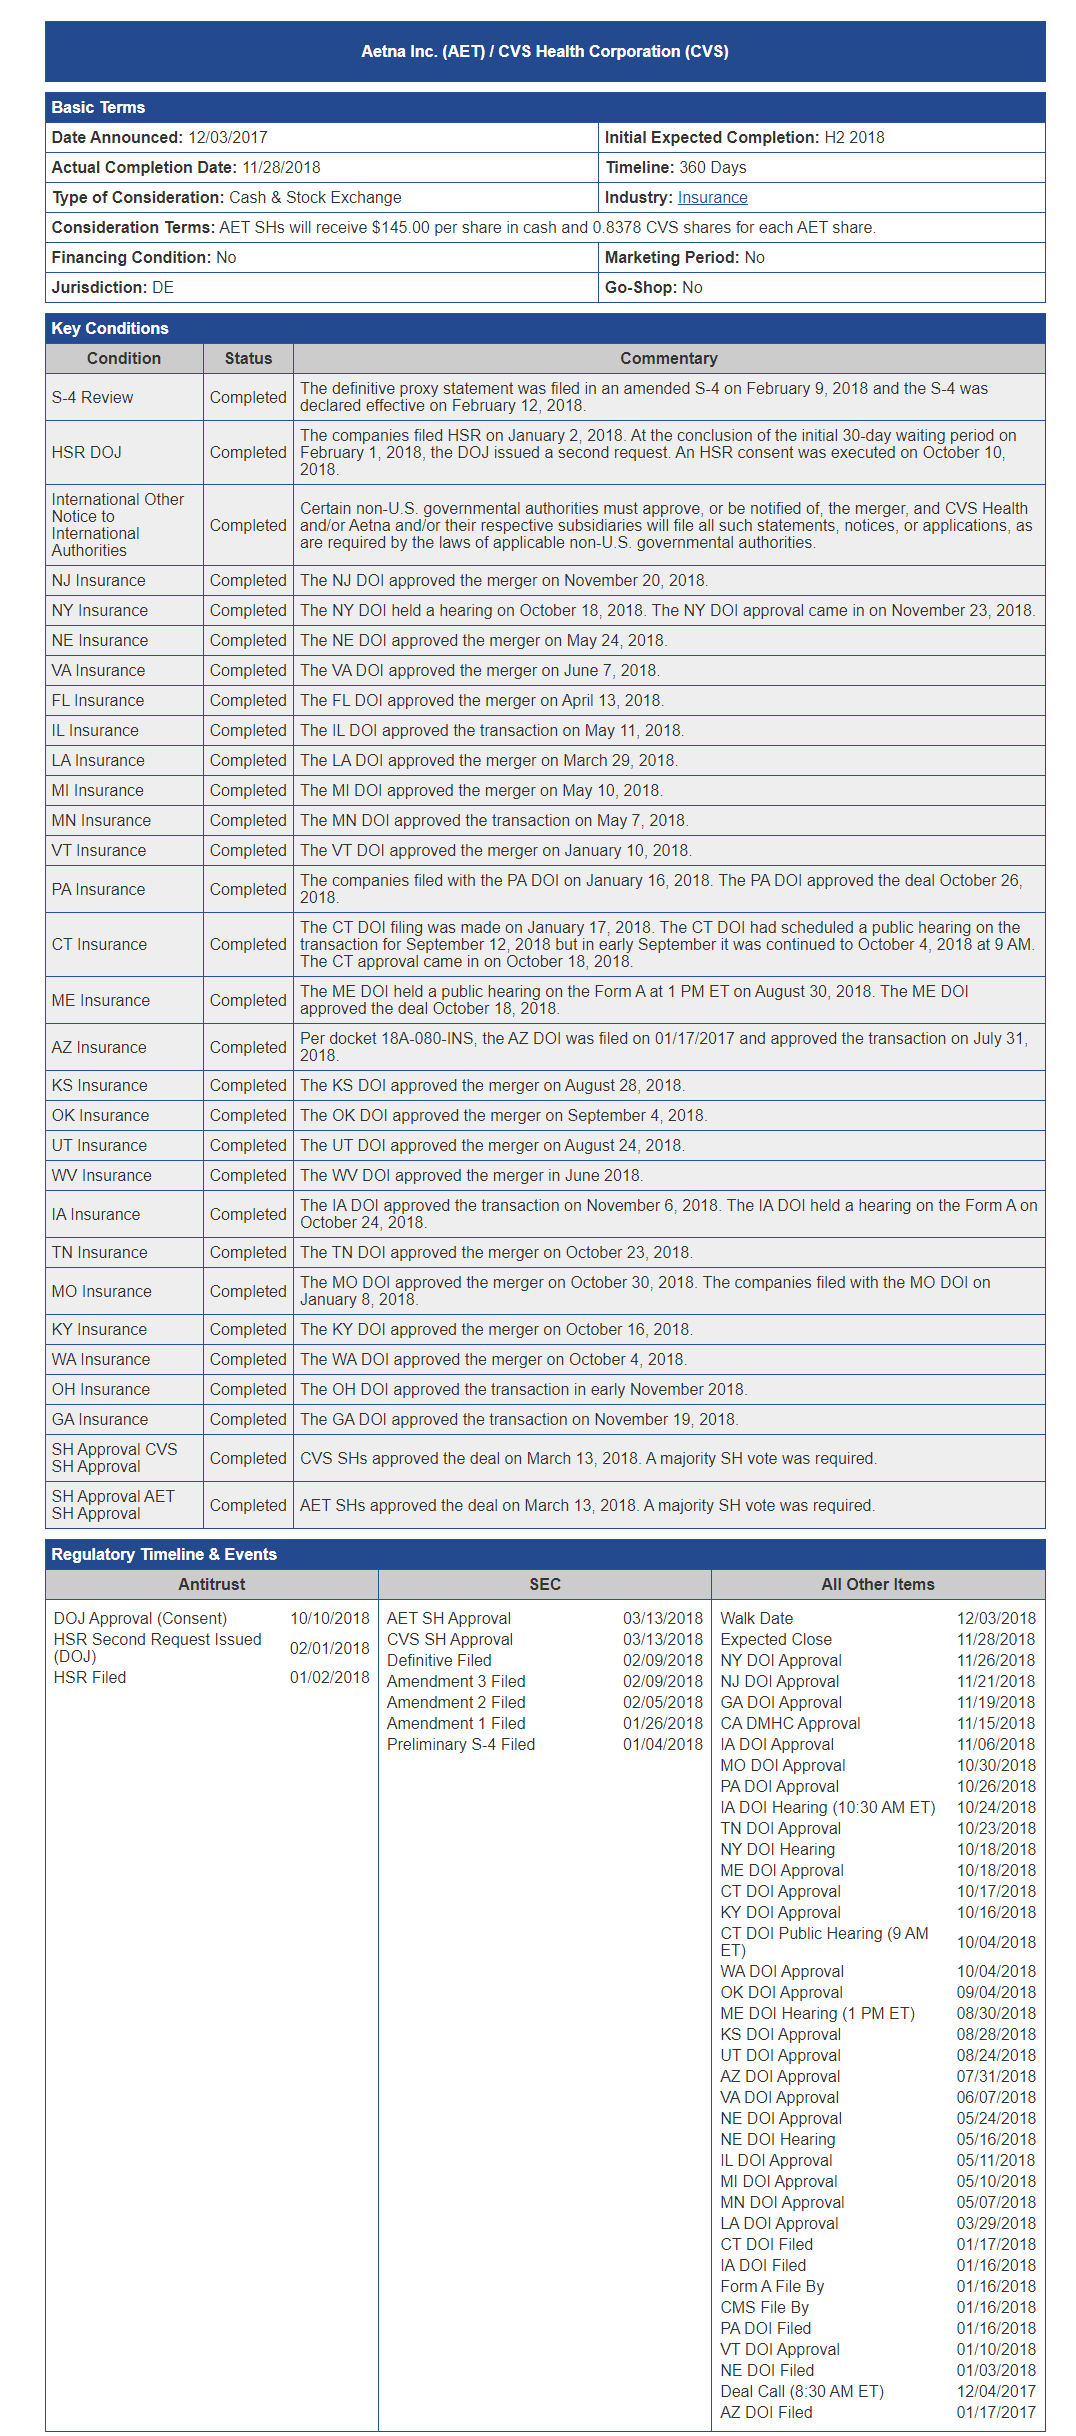 Aetna Inc. (AET) / CVS Health Corporation (CVS)
Basic Terms
Date Announced: 12/03/2017
Initial Expected Completion: H2 2018
Actual Completion Date: 11/28/2018
Timeline: 360 Days
Type of Consideration: Cash & Stock Exchange
Industry: Insurance
Consideration Terms: AET SHs will receive $145.00 per share in cash and 0.8378 CVS shares for each AET share.
Financing Condition: No
Marketing Period: No
Jurisdiction: DE
Go-Shop: No
Key Conditions
Condition Status Commentary
S-4 Review Completed The definitive proxy statement was filed in an amended S-4 on February 9, 2018 and the S-4 was
declared effective on February 12, 2018.
HSR DOJ Completed The companies filed HSR on January 2, 2018. At the conclusion of the initial 30-day waiting period on
February 1, 2018, the DOJ issued a second request. An HSR consent was executed on October 10,
2018.
International Other
Notice to
International
Authorities
Completed
Certain non-U.S. governmental authorities must approve, or be notified of, the merger, and CVS Health
and/or Aetna and/or their respective subsidiaries will file all such statements, notices, or applications, as
are required by the laws of applicable non-U.S. governmental authorities.
NJ Insurance Completed The NJ DOI approved the merger on November 20, 2018.
NY Insurance Completed The NY DOI held a hearing on October 18, 2018. The NY DOI approval came in on November 23, 2018.
NE Insurance Completed The NE DOI approved the merger on May 24, 2018.
VA Insurance Completed The VA DOI approved the merger on June 7, 2018.
FL Insurance Completed The FL DOI approved the merger on April 13, 2018.
IL Insurance Completed The IL DOI approved the transaction on May 11, 2018.
LA Insurance Completed The LA DOI approved the merger on March 29, 2018.
MI Insurance Completed The MI DOI approved the merger on May 10, 2018.
MN Insurance Completed The MN DOI approved the transaction on May 7, 2018.
VT Insurance Completed The VT DOI approved the merger on January 10, 2018.
PA Insurance Completed The companies filed with the PA DOI on January 16, 2018. The PA DOI approved the deal October 26,
2018.
CT Insurance Completed The CT DOI filing was made on January 17, 2018. The CT DOI had scheduled a public hearing on the
transaction for September 12, 2018 but in early September it was continued to October 4, 2018 at 9 AM.
The CT approval came in on October 18, 2018.
ME Insurance Completed The ME DOI held a public hearing on the Form A at 1 PM ET on August 30, 2018. The ME DOI
approved the deal October 18, 2018.
AZ Insurance Completed Per docket 18A-080-INS, the AZ DOI was filed on 01/17/2017 and approved the transaction on July 31,
2018.
KS Insurance Completed The KS DOI approved the merger on August 28, 2018.
OK Insurance Completed The OK DOI approved the merger on September 4, 2018.
UT Insurance Completed The UT DOI approved the merger on August 24, 2018.
WV Insurance Completed The WV DOI approved the merger in June 2018.
IA Insurance Completed The IA DOI approved the transaction on November 6, 2018. The IA DOI held a hearing on the Form A on
October 24, 2018.
TN Insurance Completed The TN DOI approved the merger on October 23, 2018.
MO Insurance Completed The MO DOI approved the merger on October 30, 2018. The companies filed with the MO DOI on
January 8, 2018.
KY Insurance Completed The KY DOI approved the merger on October 16, 2018.
WA Insurance Completed The WA DOI approved the merger on October 4, 2018.
OH Insurance Completed The OH DOI approved the transaction in early November 2018.
GA Insurance Completed The GA DOI approved the transaction on November 19, 2018.
SH Approval CVS
SH Approval
Completed CVS SHs approved the deal on March 13, 2018. A majority SH vote was required.
SH Approval AET
SH Approval
Completed AET SHs approved the deal on March 13, 2018. A majority SH vote was required.
Regulatory Timeline & Events
Antitrust
DOJ Approval (Consent) 10/10/2018
HSR Second Request Issued
(DOJ) 02/01/2018
HSR Filed 01/02/2018
SEC
AET SH Approval 03/13/2018
CVS SH Approval 03/13/2018
Definitive Filed 02/09/2018
Amendment 3 Filed 02/09/2018
Amendment 2 Filed 02/05/2018
Amendment 1 Filed 01/26/2018
Preliminary S-4 Filed 01/04/2018
All Other Items
Walk Date 12/03/2018
Expected Close 11/28/2018
NY DOI Approval 11/26/2018
NJ DOI Approval 11/21/2018
GA DOI Approval 11/19/2018
CA DMHC Approval 11/15/2018
IA DOI Approval 11/06/2018
MO DOI Approval 10/30/2018
PA DOI Approval 10/26/2018
IA DOI Hearing (10:30 AM ET) 10/24/2018
TN DOI Approval 10/23/2018
NY DOI Hearing 10/18/2018
ME DOI Approval 10/18/2018
CT DOI Approval 10/17/2018
KY DOI Approval 10/16/2018
CT DOI Public Hearing (9 AM
ET) 10/04/2018
WA DOI Approval 10/04/2018
OK DOI Approval 09/04/2018
ME DOI Hearing (1 PM ET) 08/30/2018
KS DOI Approval 08/28/2018
UT DOI Approval 08/24/2018
AZ DOI Approval 07/31/2018
VA DOI Approval 06/07/2018
NE DOI Approval 05/24/2018
NE DOI Hearing 05/16/2018
IL DOI Approval 05/11/2018
MI DOI Approval 05/10/2018
MN DOI Approval 05/07/2018
LA DOI Approval 03/29/2018
CT DOI Filed 01/17/2018
IA DOI Filed 01/16/2018
Form A File By 01/16/2018
CMS File By 01/16/2018
PA DOI Filed 01/16/2018
VT DOI Approval 01/10/2018
NE DOI Filed 01/03/2018
Deal Call (8:30 AM ET) 12/04/2017
AZ DOI Filed 01/17/2017